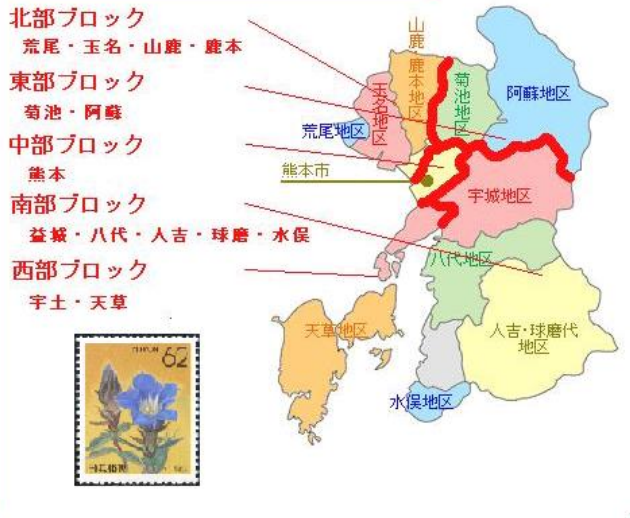 北部ブロック
荒尾・玉名・山鹿・鹿本
東部ブロック
菊池・阿蘇
中部ブロック
熊本
南部ブロック
益城・八代・人吉・球磨・水俣
西部ブロック
宇土・天草
山鹿・鹿本地区
菊池地区
阿蘇地区
玉名地区
荒尾地区
熊本市
宇城地区
八代地区
天草地区
人吉・球磨代
地区
水俣地区
62